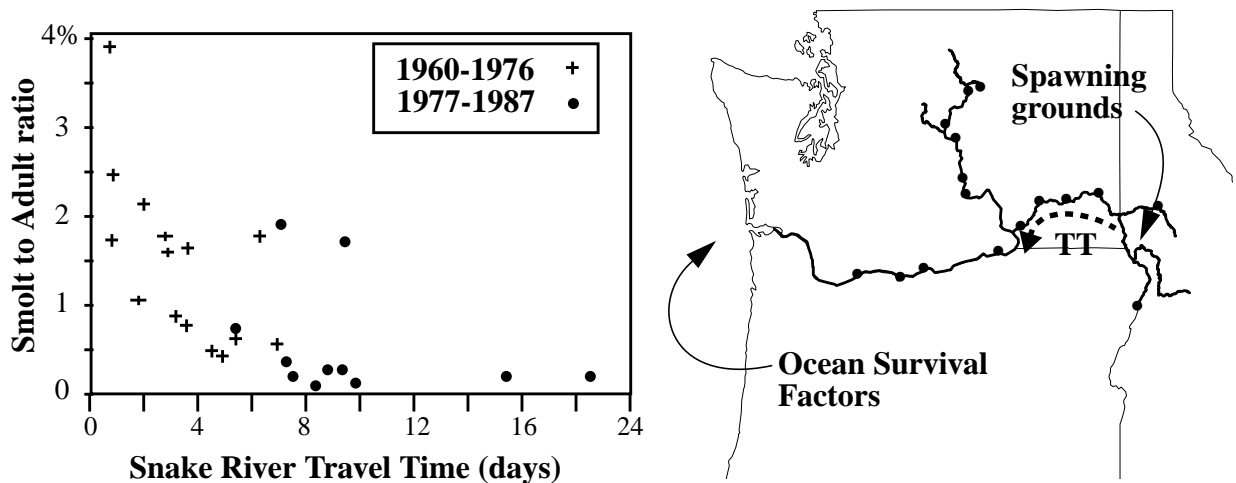 4%
3
2
1
0
Smolt to Adult ratio
1960-1976
1977-1987
0 4 8 12 16 20 24
Snake River Travel Time (days)
Spawning
grounds
TT
Ocean Survival
Factors